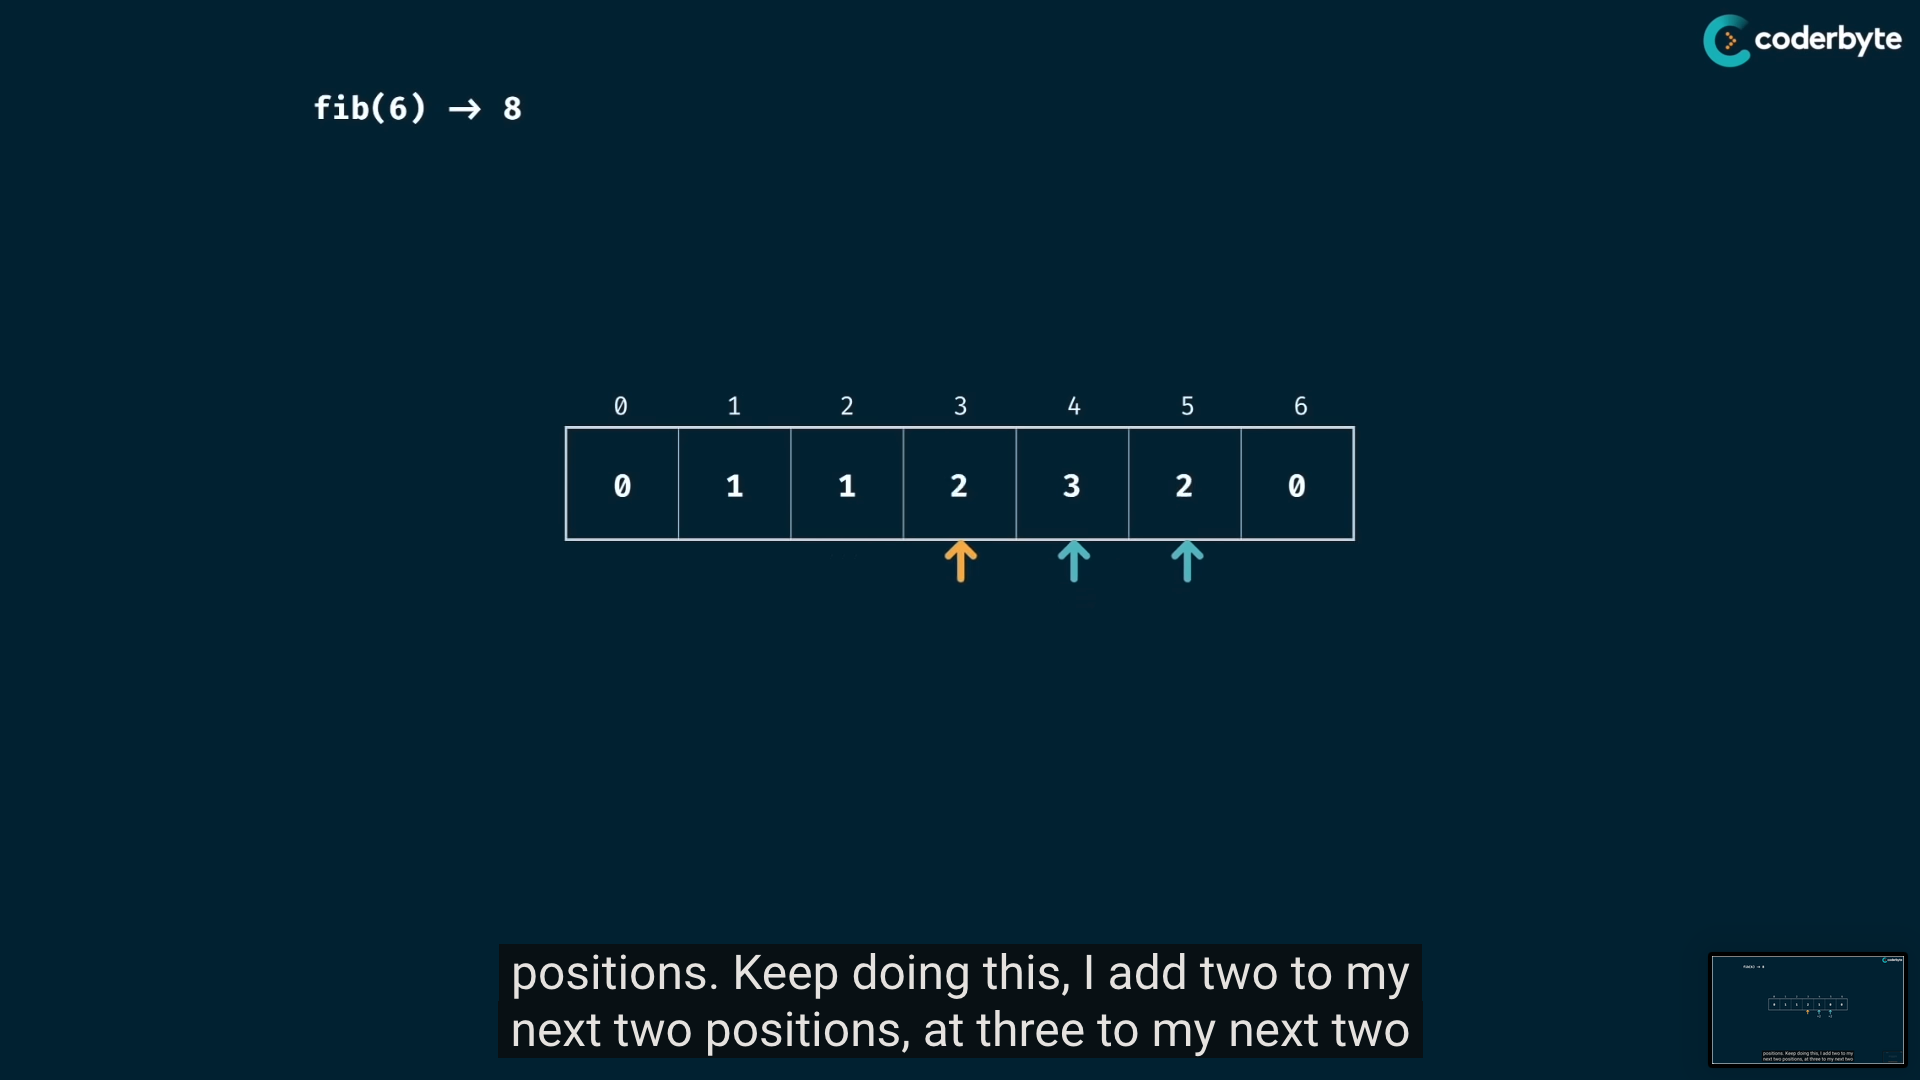 coderbyte
fib(6) → 8
0 1 2 3 4 5 6
0 1 1 2 3 2 0
positions. Keep doing this, I add two to my
next two positions, at three to my next two